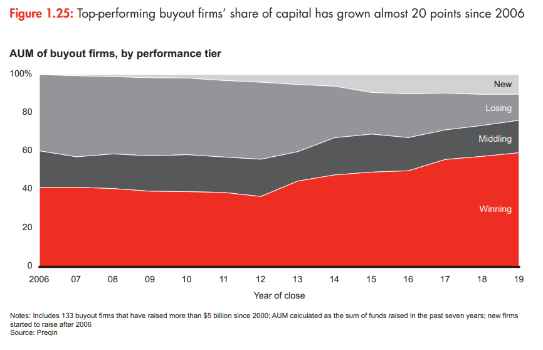 Figure 1.25: Top-performing buyout firms' share of capital has grown almost 20 points since 2006
AUM of buyout firms, by performance tier
100%
80
60
40
20
0
New
Losing
Middling
Winning
2006 07 08 09 10 11 12 13 14 15 16 17 18 19
Year of close
Notes: Includes 133 buyout firms that have raised more than $5 billion since 2000; AUM calculated as the sum of funds raised in the past seven years; new firms
started to raise after 2006
Source: Preqin